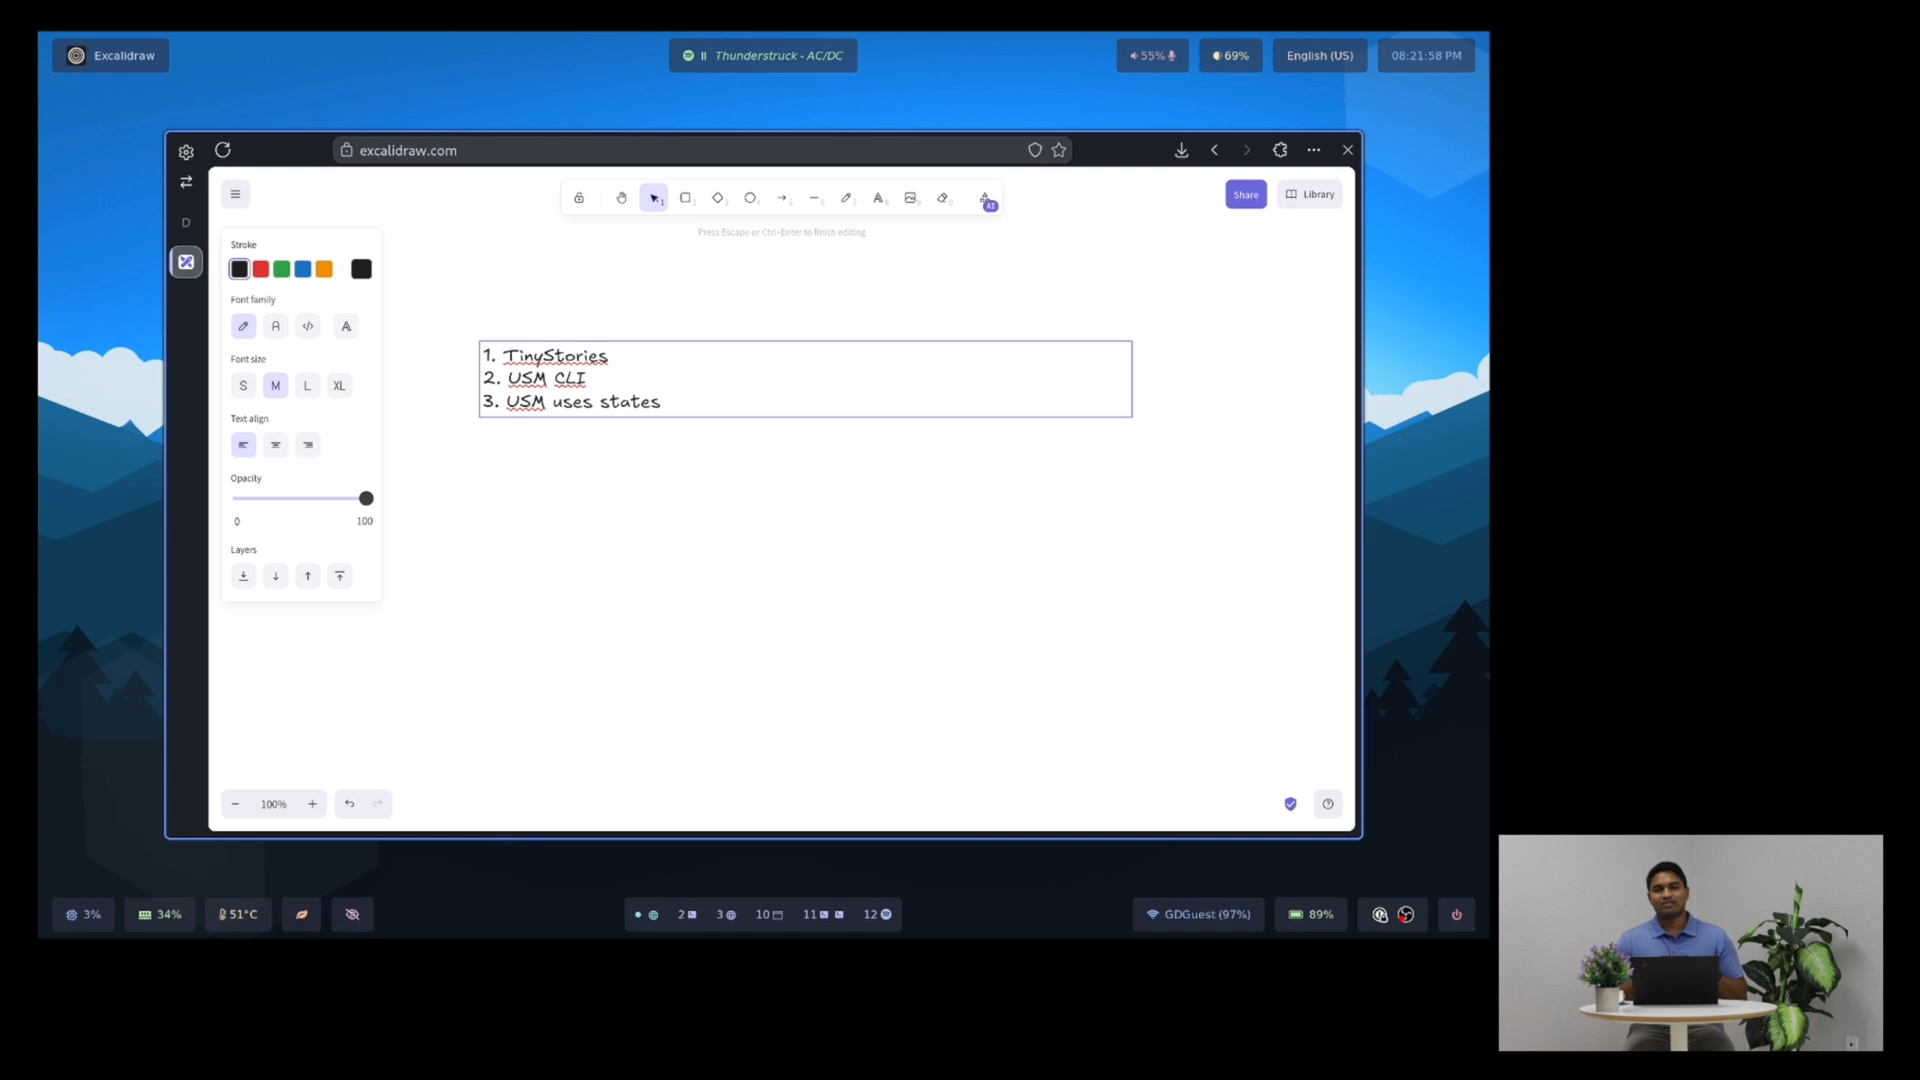 Excalidraw
Thunderstruck - AC/DC
55%
69%
English (US)
08:21:58 PM
excalidraw.com
D
Share
Library
Press Escape or Ctrl+Enter to finish editing
Stroke
Font family
Font size
S M L XL
Text align
Opacity
0 100
Layers
1. TinyStories
2. USM CLI
3. USM uses states
100%
3%
34%
51°C
2
3
10
11
12
GDGuest (97%)
89%